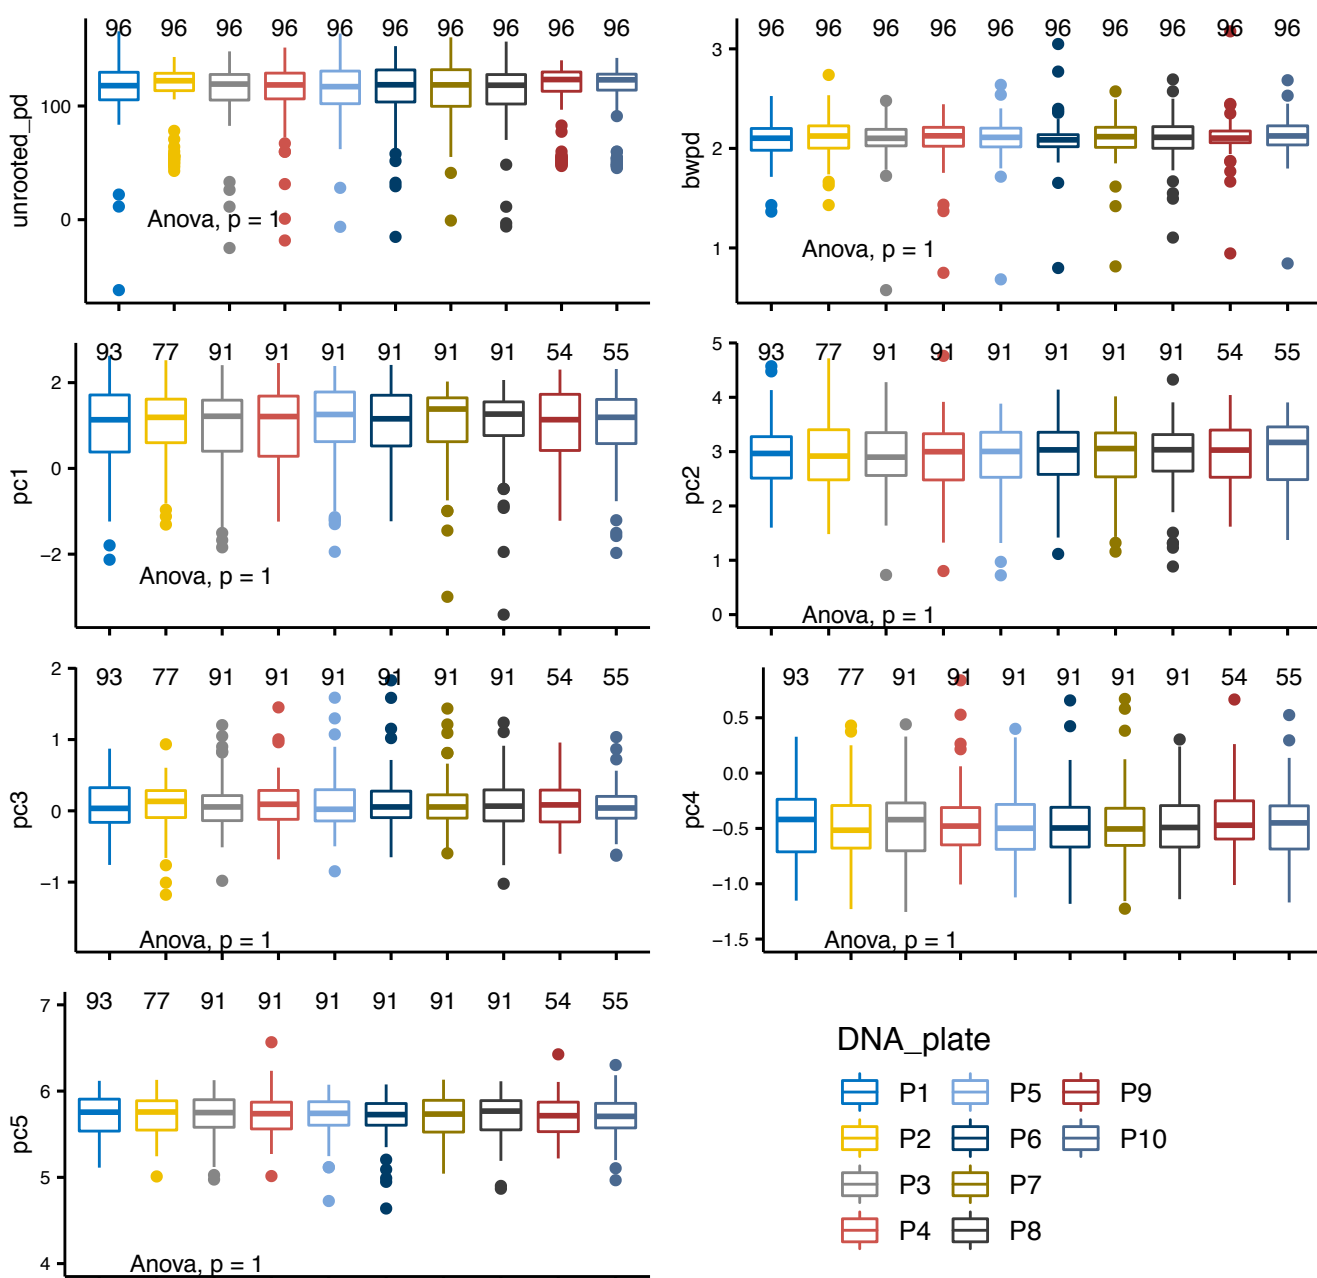 96 96 96 96 96 96 96 96 96 96
unrooted_pd
100
0
Anova, p = 1
96 96 96 96 96 96 96 96 96 96
bwpd
3
2
1
Anova, p = 1
93 77 91 91 91 91 91 91 54 55
pc1
2
0
−2
Anova, p = 1
93 77 91 91 91 91 91 91 54 55
pc2
5
4
3
2
1
0
Anova, p = 1
93 77 91 91 91 91 91 91 54 55
pc3
2
1
0
−1
Anova, p = 1
93 77 91 91 91 91 91 91 54 55
pc4
0.5
0.0
−0.5
−1.0
−1.5
Anova, p = 1
93 77 91 91 91 91 91 91 54 55
pc5
7
6
5
4
Anova, p = 1
DNA_plate
P1 P5 P9
P2 P6 P10
P3 P7
P4 P8